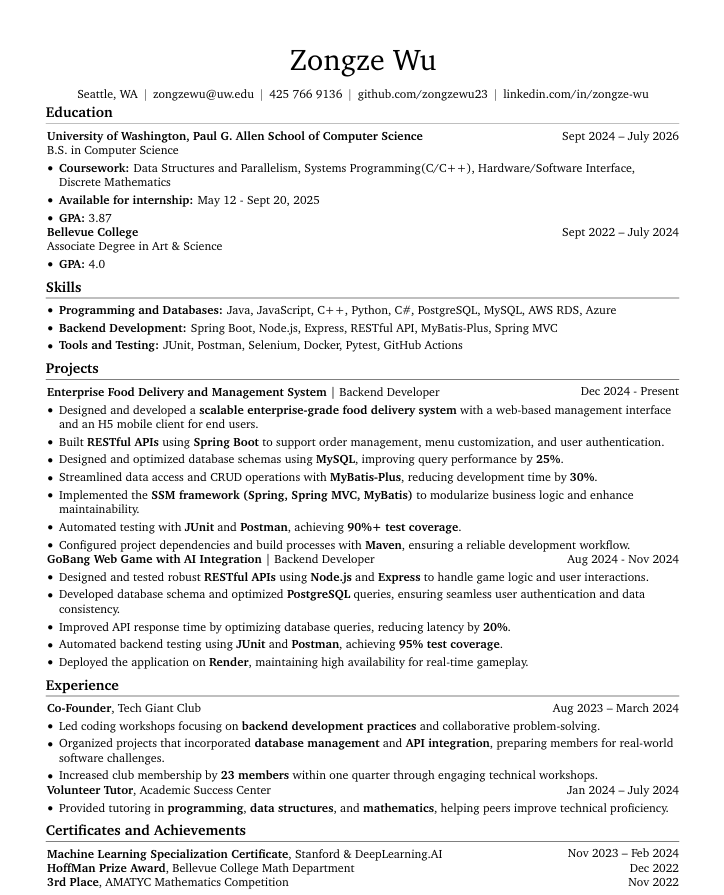 Zongze Wu
Seattle, WA | zongzewu@uw.edu | 425 766 9136 | github.com/zongzewu23 | linkedin.com/in/zongze-wu
Education
University of Washington, Paul G. Allen School of Computer Science Sept 2024 – July 2026
B.S. in Computer Science
• Coursework: Data Structures and Parallelism, Systems Programming(C/C++), Hardware/Software Interface,
Discrete Mathematics
• Available for internship: May 12 - Sept 20, 2025
• GPA: 3.87
Bellevue College Sept 2022 – July 2024
Associate Degree in Art & Science
• GPA: 4.0
Skills
• Programming and Databases: Java, JavaScript, C++, Python, C#, PostgreSQL, MySQL, AWS RDS, Azure
• Backend Development: Spring Boot, Node.js, Express, RESTful API, MyBatis-Plus, Spring MVC
• Tools and Testing: JUnit, Postman, Selenium, Docker, Pytest, GitHub Actions
Projects
Enterprise Food Delivery and Management System | Backend Developer Dec 2024 - Present
• Designed and developed a scalable enterprise-grade food delivery system with a web-based management interface
and an H5 mobile client for end users.
• Built RESTful APIs using Spring Boot to support order management, menu customization, and user authentication.
• Designed and optimized database schemas using MySQL, improving query performance by 25%.
• Streamlined data access and CRUD operations with MyBatis-Plus, reducing development time by 30%.
• Implemented the SSM framework (Spring, Spring MVC, MyBatis) to modularize business logic and enhance
maintainability.
• Automated testing with JUnit and Postman, achieving 90%+ test coverage.
• Configured project dependencies and build processes with Maven, ensuring a reliable development workflow.
GoBang Web Game with AI Integration | Backend Developer Aug 2024 - Nov 2024
• Designed and tested robust RESTful APIs using Node.js and Express to handle game logic and user interactions.
• Developed database schema and optimized PostgreSQL queries, ensuring seamless user authentication and data
consistency.
• Improved API response time by optimizing database queries, reducing latency by 20%.
• Automated backend testing using JUnit and Postman, achieving 95% test coverage.
• Deployed the application on Render, maintaining high availability for real-time gameplay.
Experience
Co-Founder, Tech Giant Club Aug 2023 – March 2024
• Led coding workshops focusing on backend development practices and collaborative problem-solving.
• Organized projects that incorporated database management and API integration, preparing members for real-world
software challenges.
• Increased club membership by 23 members within one quarter through engaging technical workshops.
Volunteer Tutor, Academic Success Center Jan 2024 – July 2024
• Provided tutoring in programming, data structures, and mathematics, helping peers improve technical proficiency.
Certificates and Achievements
Machine Learning Specialization Certificate, Stanford & DeepLearning.AI Nov 2023 – Feb 2024
HoffMan Prize Award, Bellevue College Math Department Dec 2022
3rd Place, AMATYC Mathematics Competition Nov 2022